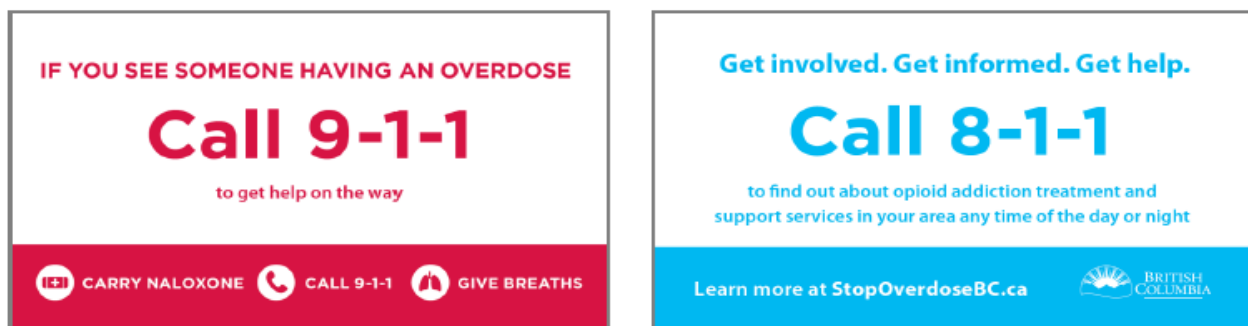 IF YOU SEE SOMEONE HAVING AN OVERDOSE
Call 9-1-1
to get help on the way
CARRY NALOXONE CALL 9-1-1 GIVE BREATHS
Get involved. Get informed. Get help.
Call 8-1-1
to find out about opioid addiction treatment and
support services in your area any time of the day or night
Learn more at StopOverdoseBC.ca
BRITISH
COLUMBIA